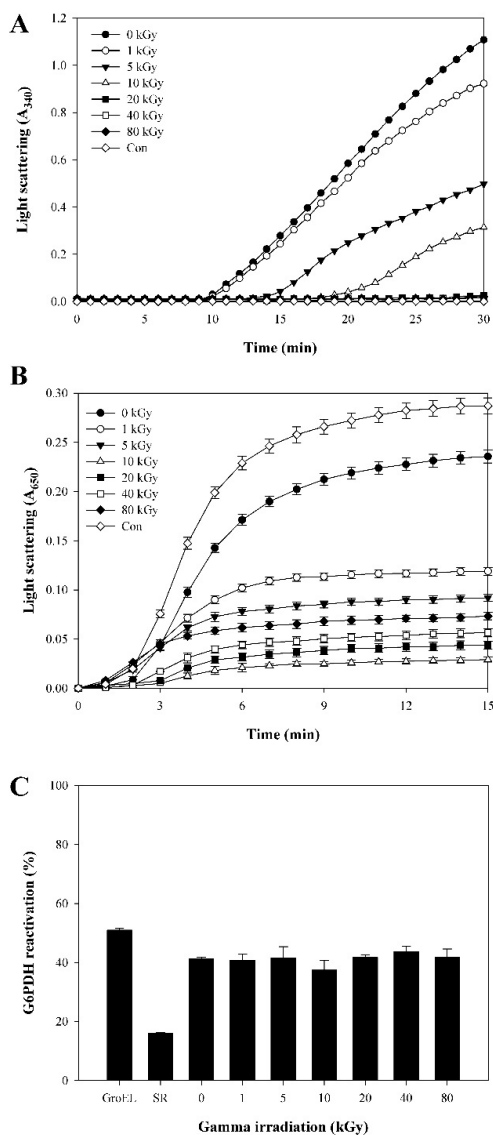 A
1.2
1.0
0.8
0.6
0.4
0.2
0.0
Light scattering (A340)
0 kGy
1 kGy
5 kGy
10 kGy
20 kGy
40 kGy
80 kGy
Con
0 5 10 15 20 25 30
Time (min)
B
0.30
0.25
0.20
0.15
0.10
0.05
0.00
Light scattering (A650)
0 kGy
1 kGy
5 kGy
10 kGy
20 kGy
40 kGy
80 kGy
Con
0 3 6 9 12 15
Time (min)
C
100
80
60
40
20
0
G6PDH reactivation (%)
GroEL SR 0 1 5 10 20 40 80
Gamma irradiation (kGy)